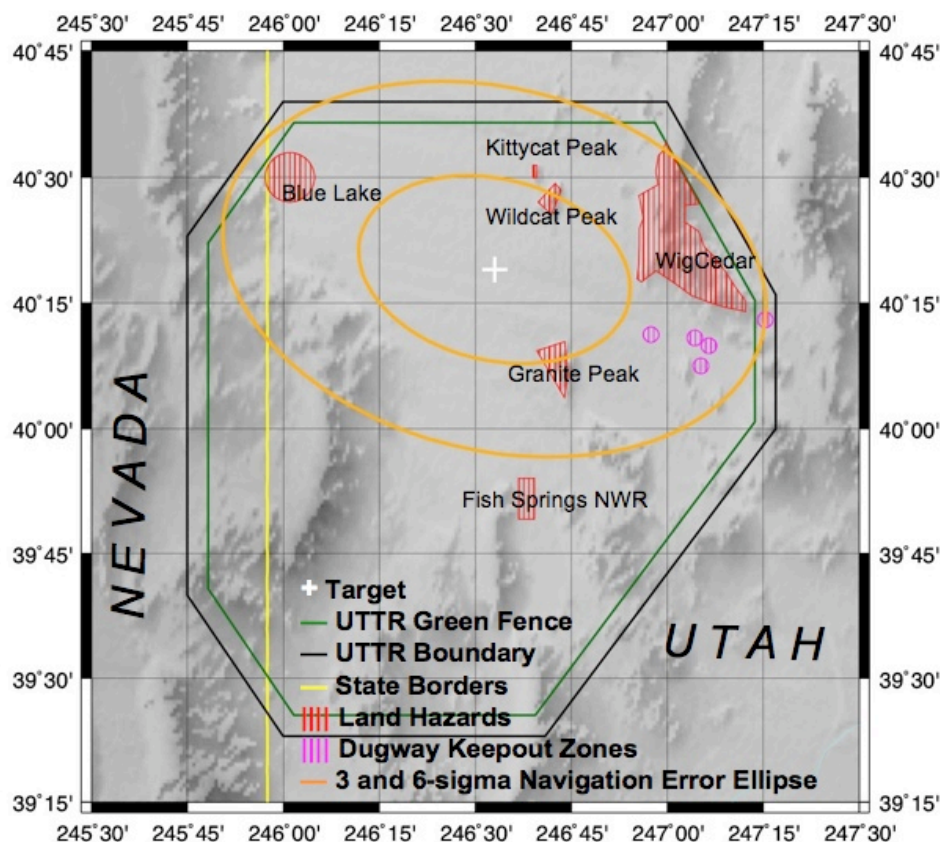 245˚30' 245˚45' 246˚00' 246˚15' 246˚30' 246˚45' 247˚00' 247˚15' 247˚30'
40˚45' 40˚45'
Kittycat Peak
40˚30' 40˚30'
Blue Lake
Wildcat Peak
WigCedar
40˚15' 40˚15'
Granite Peak
40˚00' 40˚00'
NEVADA
Fish Springs NWR
39˚45' 39˚45'
Target
UTTR Green Fence
UTAH
UTTR Boundary
39˚30' 39˚30'
State Borders
Land Hazards
Dugway Keepout Zones
3 and 6-sigma Navigation Error Ellipse
39˚15' 39˚15'
245˚30' 245˚45' 246˚00' 246˚15' 246˚30' 246˚45' 247˚00' 247˚15' 247˚30'